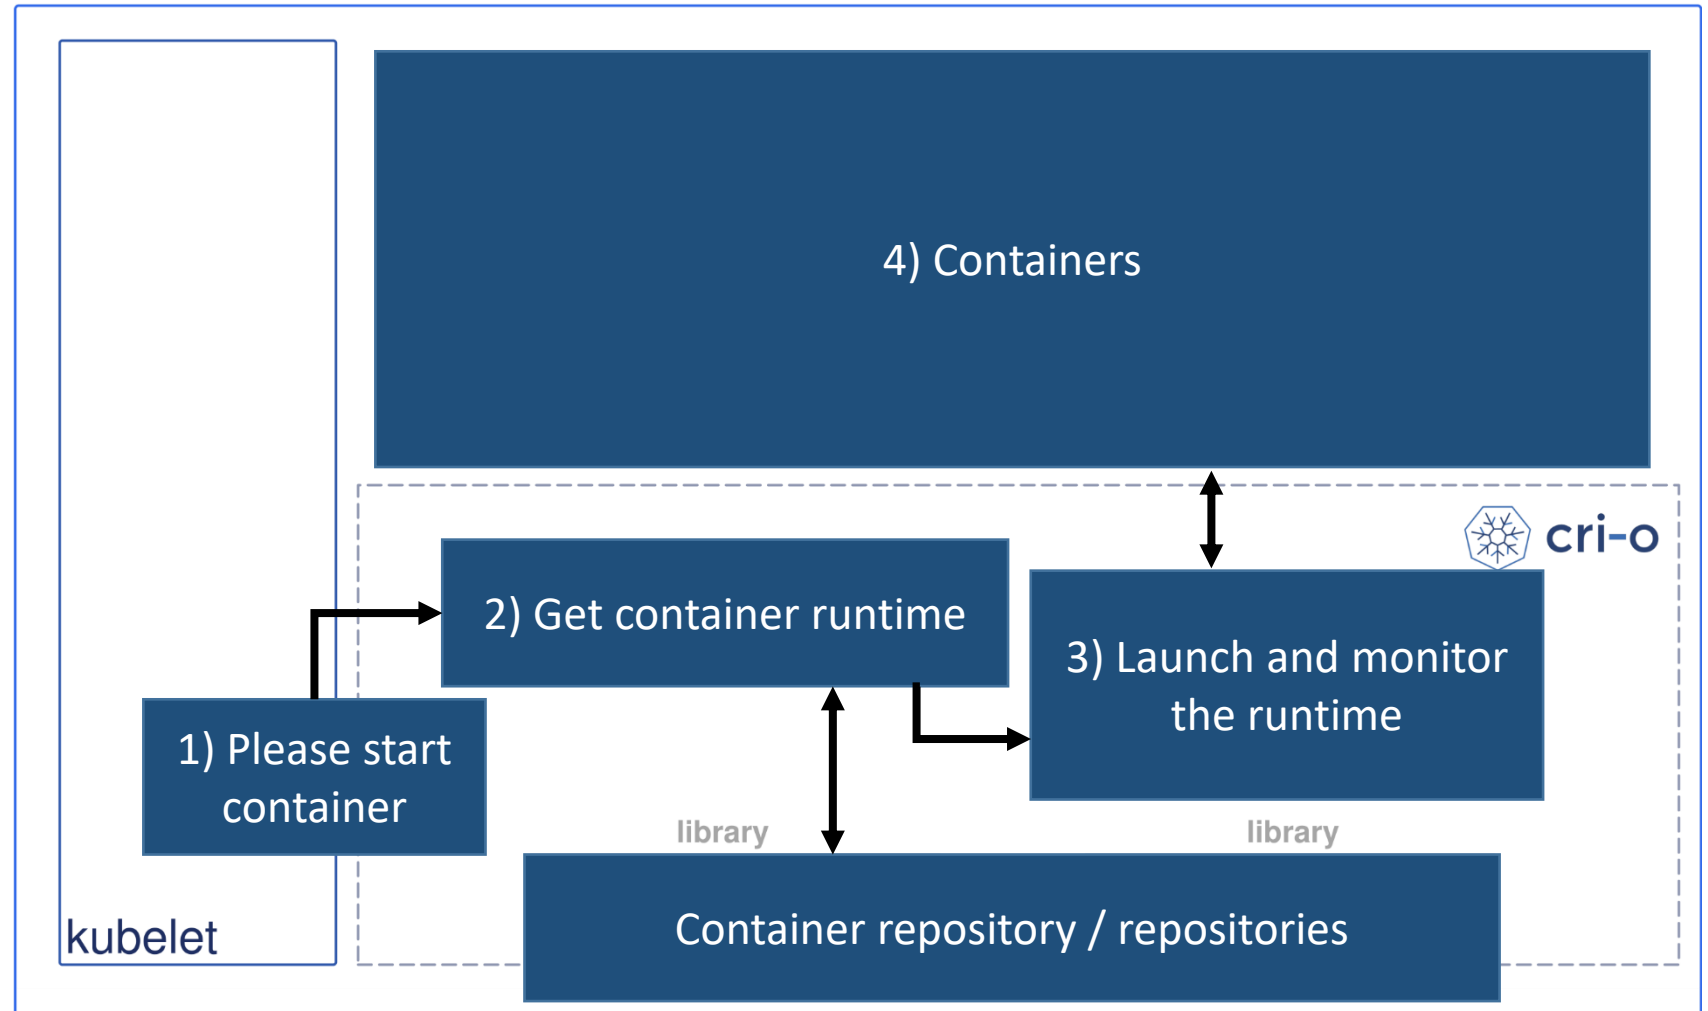 4) Containers
cri-o
2) Get container runtime
3) Launch and monitor
the runtime
1) Please start
container
library
library
Container repository / repositories
kubelet